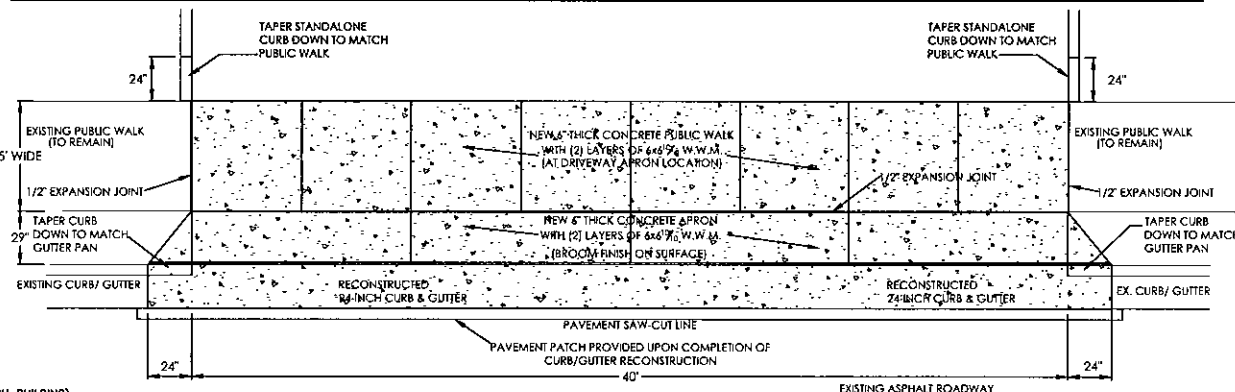 TAPER STANDALONE
CURB DOWN TO MATCH
PUBLIC WALK
TAPER STANDALONE
CURB DOWN TO MATCH
PUBLIC WALK
24"
24"
EXISTING PUBLIC WALK
(TO REMAIN)
5' WIDE
NEW 6" THICK CONCRETE PUBLIC WALK
WITH (2) LAYERS OF 6x6 W.W.M.
(AT DRIVEWAY APRON LOCATION)
EXISTING PUBLIC WALK
(TO REMAIN)
1/2" EXPANSION JOINT
1/2" EXPANSION JOINT
1/2" EXPANSION JOINT
TAPER CURB
DOWN TO MATCH
GUTTER PAN
29"
NEW 6" THICK CONCRETE APRON
WITH (2) LAYERS OF 6x6 W.W.M.
(BROOM FINISH ON SURFACE)
TAPER CURB
DOWN TO MATCH
GUTTER PAN
EXISTING CURB/ GUTTER
RECONSTRUCTED
24-INCH CURB & GUTTER
RECONSTRUCTED
24-INCH CURB & GUTTER
EX. CURB/ GUTTER
PAVEMENT SAW-CUT LINE
PAVEMENT PATCH PROVIDED UPON COMPLETION OF
CURB/GUTTER RECONSTRUCTION
24"
40'
24"
EXISTING ASPHALT ROADWAY
BUILDING)